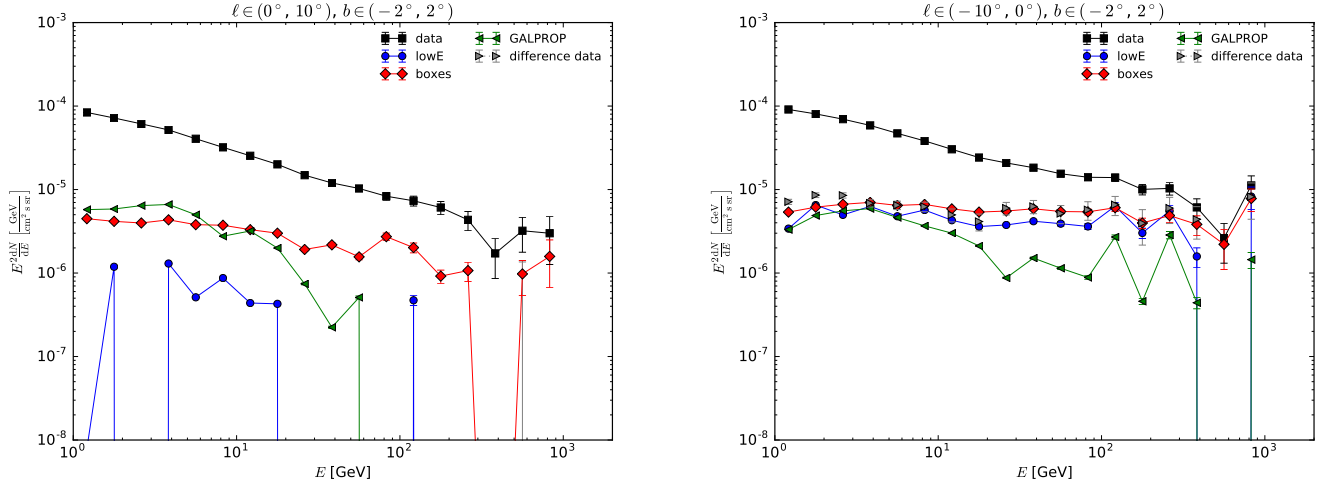 ℓ∈(0°, 10°), b∈(−2°, 2°)
data
lowE
boxes
GALPROP
difference data
10^-3
10^-4
10^-5
10^-6
10^-7
10^-8
E^2 dN/dE [GeV/cm^2 s sr]
10^0
10^1
10^2
10^3
E [GeV]
ℓ∈(−10°, 0°), b∈(−2°, 2°)
data
lowE
boxes
GALPROP
difference data
10^-3
10^-4
10^-5
10^-6
10^-7
10^-8
E^2 dN/dE [GeV/cm^2 s sr]
10^0
10^1
10^2
10^3
E [GeV]